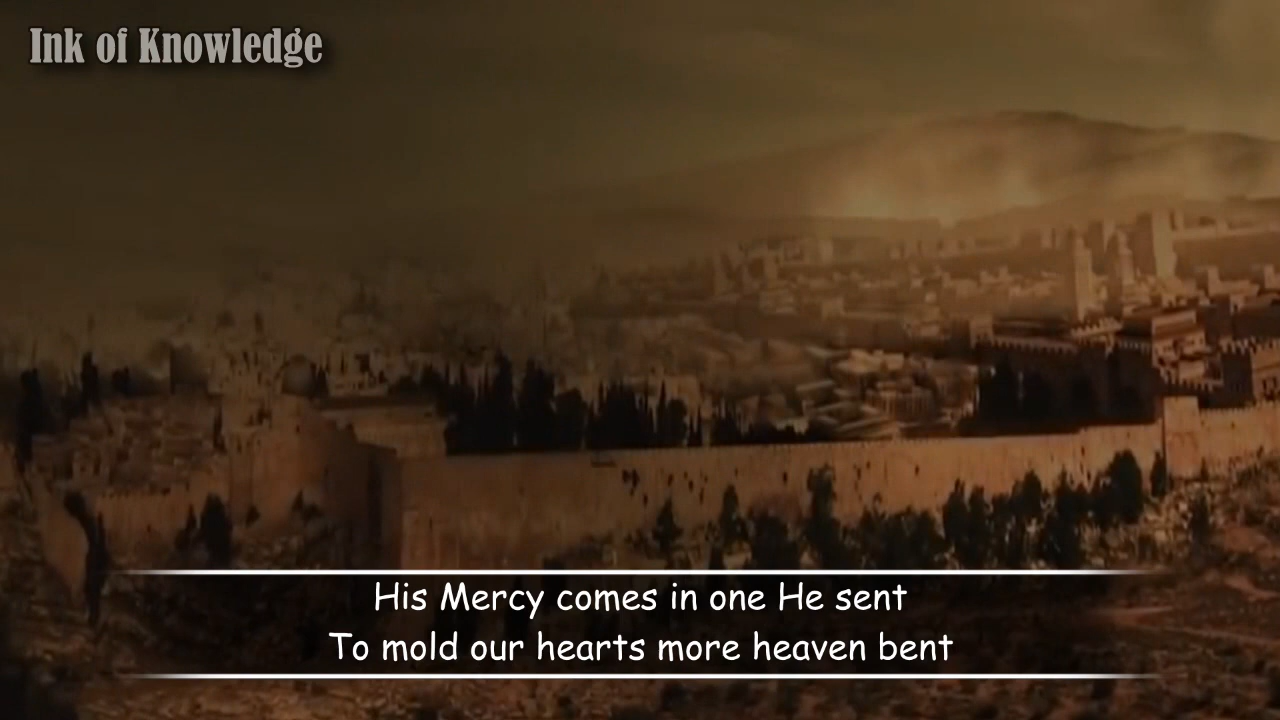 Ink of Knowledge
His Mercy comes in one He sent
To mold our hearts more heaven bent